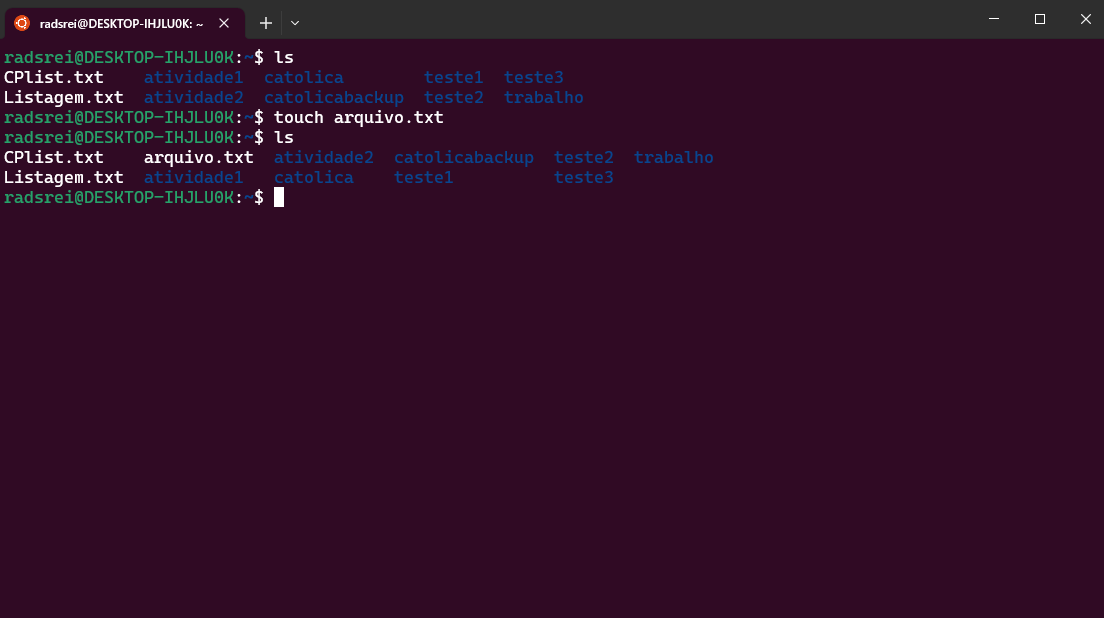 radsrei@DESKTOP-IHJLU0K: ~
radsrei@DESKTOP-IHJLU0K:~$ ls
CPlist.txt    atividade1  catolica        teste1  teste3
Listagem.txt  atividade2  catolicabackup  teste2  trabalho
radsrei@DESKTOP-IHJLU0K:~$ touch arquivo.txt
radsrei@DESKTOP-IHJLU0K:~$ ls
CPlist.txt    arquivo.txt  atividade2  catolicabackup  teste2  trabalho
Listagem.txt  atividade1   catolica    teste1          teste3
radsrei@DESKTOP-IHJLU0K:~$